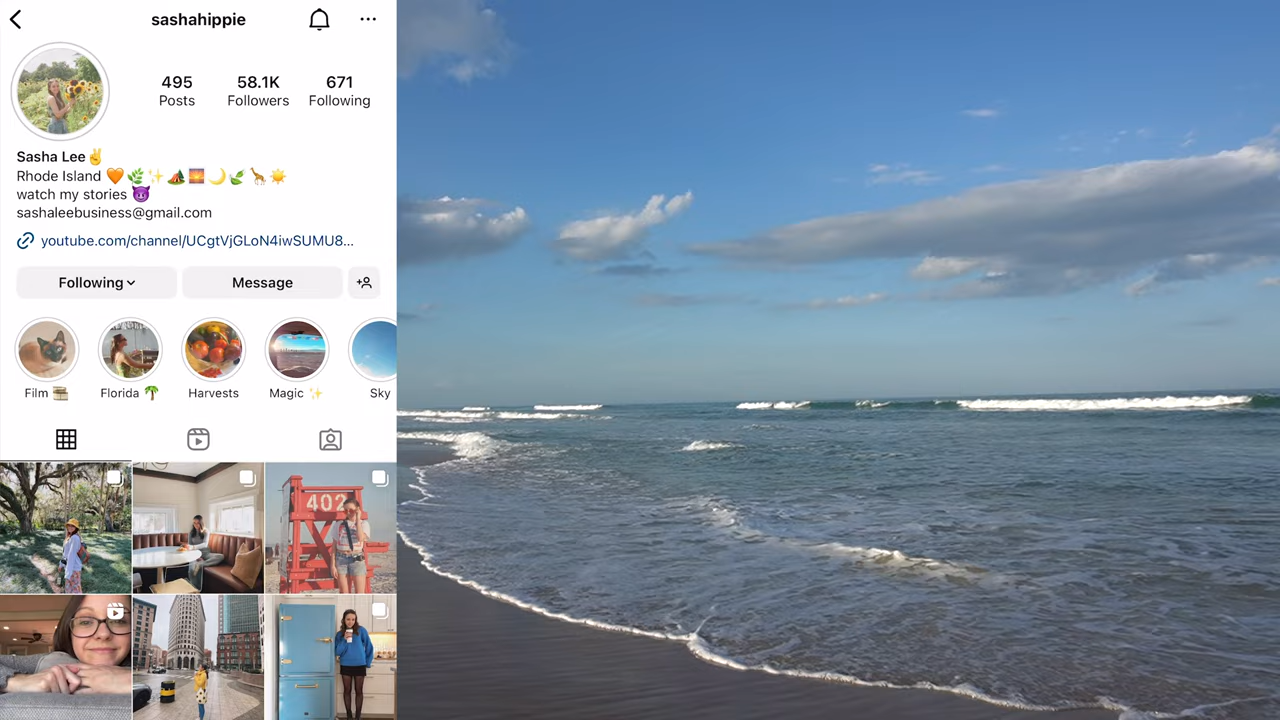 sashahippie
495 58.1K 671
Posts Followers Following
Sasha Lee✌️
Rhode Island 🧡🌿✨🏕️🌅🌙🍃🦒☀️
watch my stories 😈
sashaleebusiness@gmail.com
youtube.com/channel/UCgtVjGLoN4iwSUMU8...
Following Message
Film Florida 🌴 Harvests Magic ✨ Sky
402